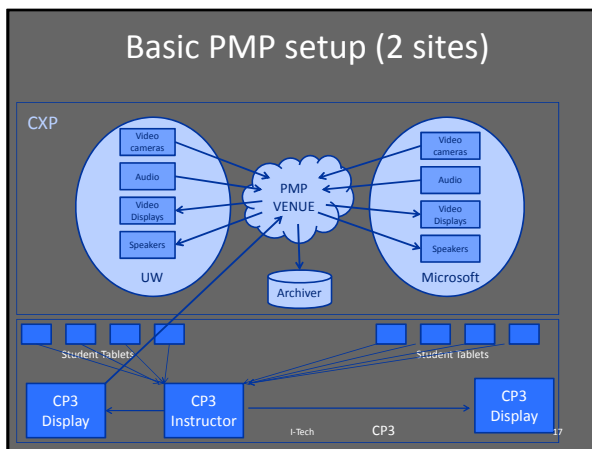 Basic PMP setup (2 sites)
CXP
Video
cameras
Audio
Video
Displays
Speakers
UW
PMP
VENUE
Archiver
Video
cameras
Audio
Video
Displays
Speakers
Microsoft
Student Tablets
Student Tablets
CP3
Display
CP3
Instructor
CP3
Display
I-Tech
CP3
17